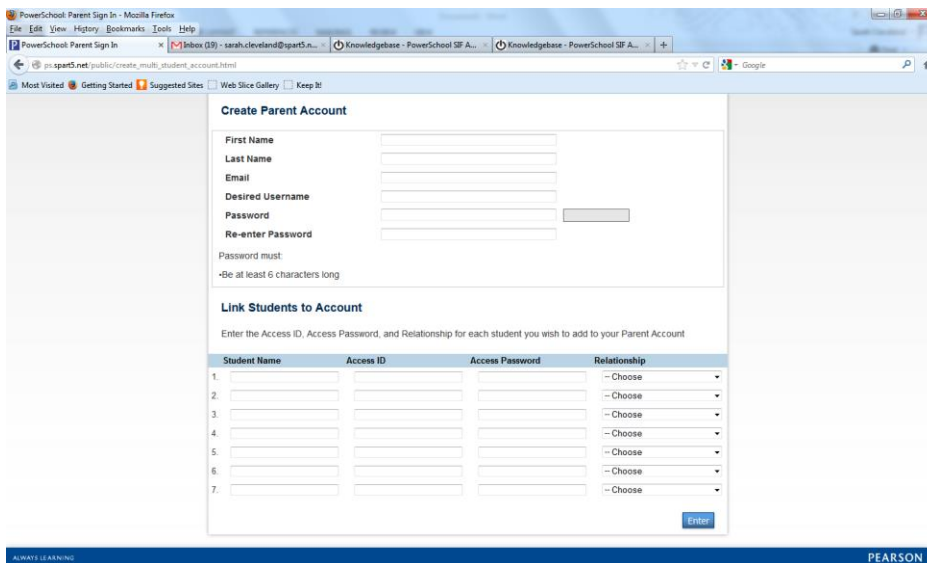 PowerSchool: Parent Sign In - Mozilla Firefox
File Edit View History Bookmarks Tools Help
PowerSchool: Parent Sign In Inbox (19) - sarah.cleveland@spart5.n... Knowledgebase - PowerSchool SIF A... Knowledgebase - PowerSchool SIF A...
ps.spart5.net/public/create_multi_student_account.html Google
Most Visited Getting Started Suggested Sites Web Slice Gallery Keep It!
Create Parent Account
First Name
Last Name
Email
Desired Username
Password
Re-enter Password
Password must:
•Be at least 6 characters long
Link Students to Account
Enter the Access ID, Access Password, and Relationship for each student you wish to add to your Parent Account
Student Name Access ID Access Password Relationship
1. -- Choose
2. -- Choose
3. -- Choose
4. -- Choose
5. -- Choose
6. -- Choose
7. -- Choose
Enter
ALWAYS LEARNING PEARSON